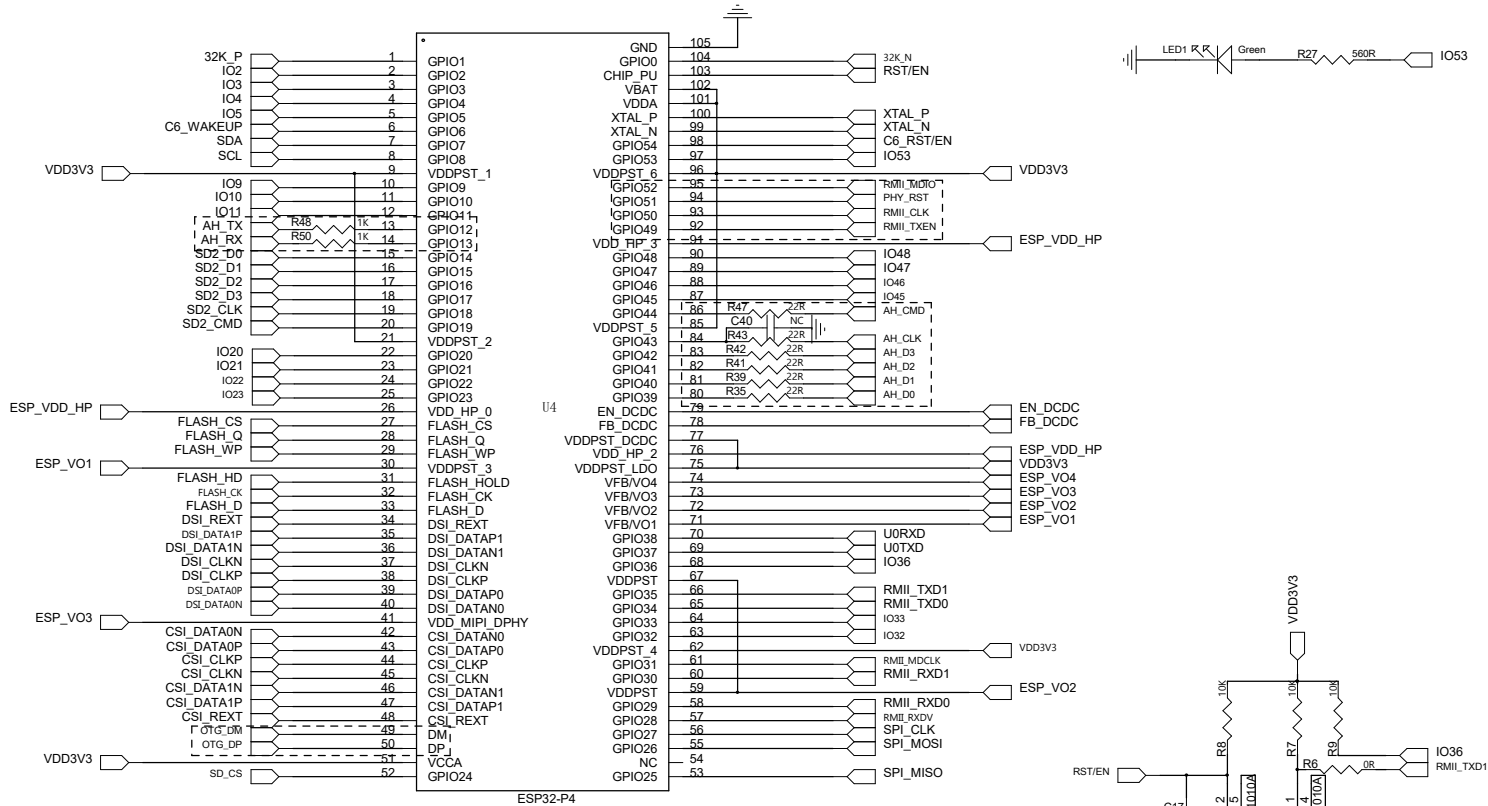 GND 105
32K_P 1 GPIO1 GPIO0 104 32K_N
IO2 2 GPIO2 CHIP_PU 103 RST/EN
IO3 3 GPIO3 VBAT 102
IO4 4 GPIO4 VDDA 101
IO5 5 GPIO5 XTAL_P 100 XTAL_P
C6_WAKEUP 6 GPIO6 XTAL_N 99 XTAL_N
SDA 7 GPIO7 GPIO54 98 C6_RST/EN
SCL 8 GPIO8 GPIO53 97 IO53
VDD3V3 9 VDDPST_1 VDDPST_6 96 VDD3V3
IO9 10 GPIO9 GPIO52 95 RMII_MDIO
IO10 11 GPIO10 GPIO51 94 PHY_RST
IO11 12 GPIO11 GPIO50 93 RMII_CLK
AH_TX R48 1K 13 GPIO12 GPIO49 92 RMII_TXEN
AH_RX R50 1K 14 GPIO13 VDD_HP_3 91 ESP_VDD_HP
SD2_D0 15 GPIO14 GPIO48 90 IO48
SD2_D1 16 GPIO15 GPIO47 89 IO47
SD2_D2 17 GPIO16 GPIO46 88 IO46
SD2_D3 18 GPIO17 GPIO45 87 IO45
SD2_CLK 19 GPIO18 GPIO44 86 R47 22R AH_CMD
SD2_CMD 20 GPIO19 VDDPST_5 85 C40 NC
21 VDDPST_2 GPIO43 84 R43 22R AH_CLK
IO20 22 GPIO20 GPIO42 83 R42 22R AH_D3
IO21 23 GPIO21 GPIO41 82 R41 22R AH_D2
IO22 24 GPIO22 GPIO40 81 R39 22R AH_D1
IO23 25 GPIO23 GPIO39 80 R35 22R AH_D0
ESP_VDD_HP 26 VDD_HP_0 U4 EN_DCDC 79 EN_DCDC
FLASH_CS 27 FLASH_CS FB_DCDC 78 FB_DCDC
FLASH_Q 28 FLASH_Q VDDPST_DCDC 77
FLASH_WP 29 FLASH_WP VDD_HP_2 76 ESP_VDD_HP
ESP_VO1 30 VDDPST_3 VDDPST_LDO 75 VDD3V3
FLASH_HD 31 FLASH_HOLD VFB/VO4 74 ESP_VO4
FLASH_CK 32 FLASH_CK VFB/VO3 73 ESP_VO3
FLASH_D 33 FLASH_D VFB/VO2 72 ESP_VO2
DSI_REXT 34 DSI_REXT VFB/VO1 71 ESP_VO1
DSI_DATA1P 35 DSI_DATAP1 GPIO38 70 U0RXD
DSI_DATA1N 36 DSI_DATAN1 GPIO37 69 U0TXD
DSI_CLKN 37 DSI_CLKN GPIO36 68 IO36
DSI_CLKP 38 DSI_CLKP VDDPST 67
DSI_DATA0P 39 DSI_DATAP0 GPIO35 66 RMII_TXD1
DSI_DATA0N 40 DSI_DATAN0 GPIO34 65 RMII_TXD0
ESP_VO3 41 VDD_MIPI_DPHY GPIO33 64 IO33
CSI_DATA0N 42 CSI_DATAN0 GPIO32 63 IO32
CSI_DATA0P 43 CSI_DATAP0 VDDPST_4 62 VDD3V3
CSI_CLKP 44 CSI_CLKP GPIO31 61 RMII_MDCLK
CSI_CLKN 45 CSI_CLKN GPIO30 60 RMII_RXD1
CSI_DATA1N 46 CSI_DATAN1 VDDPST 59 ESP_VO2
CSI_DATA1P 47 CSI_DATAP1 GPIO29 58 RMII_RXD0
CSI_REXT 48 CSI_REXT GPIO28 57 RMII_RXDV
OTG_DM 49 DM GPIO27 56 SPI_CLK
OTG_DP 50 DP GPIO26 55 SPI_MOSI
VDD3V3 51 VCCA NC 54
SD_CS 52 GPIO24 GPIO25 53 SPI_MISO
ESP32-P4
LED1 Green R27 560R IO53
VDD3V3
10K 10K 10K
R8 R7 R9
IO36
R6 0R RMII_TXD1
RST/EN
2 5 1 4